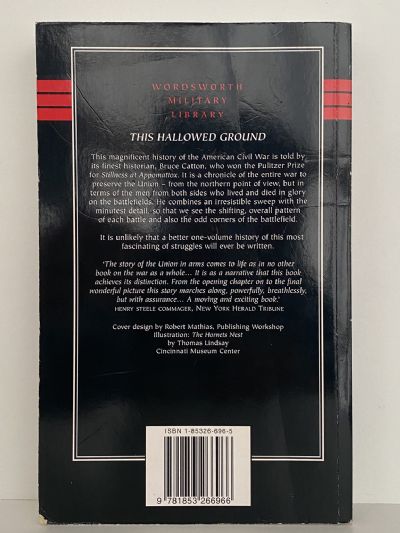 WORDSWORTH
MILITARY
LIBRARY
THIS HALLOWED GROUND
This magnificent history of the American Civil War is told by
its finest historian, Bruce Catton, who won the Pulitzer Prize
for Stillness at Appomattox. It is a chronicle of the entire war to
preserve the Union – from the northern point of view, but in
terms of the men from both sides who lived and died in glory
on the battlefields. He combines an irresistible sweep with the
minutest detail, so that we see the shifting, overall pattern
of each battle and also the odd corners of the battlefield.
It is unlikely that a better one-volume history of this most
fascinating of struggles will ever be written.
'The story of the Union in arms comes to life as in no other
book on the war as a whole... It is as a narrative that this book
achieves its distinction. From the opening chapter on to the final
wonderful picture this story marches along, powerfully, breathlessly,
but with assurance... A moving and exciting book.'
HENRY STEELE COMMAGER, NEW YORK HERALD TRIBUNE
Cover design by Robert Mathias, Publishing Workshop
Illustration: The Hornets Nest
by Thomas Lindsay
Cincinnati Museum Center
ISBN 1-85326-696-5
9 781853 266966